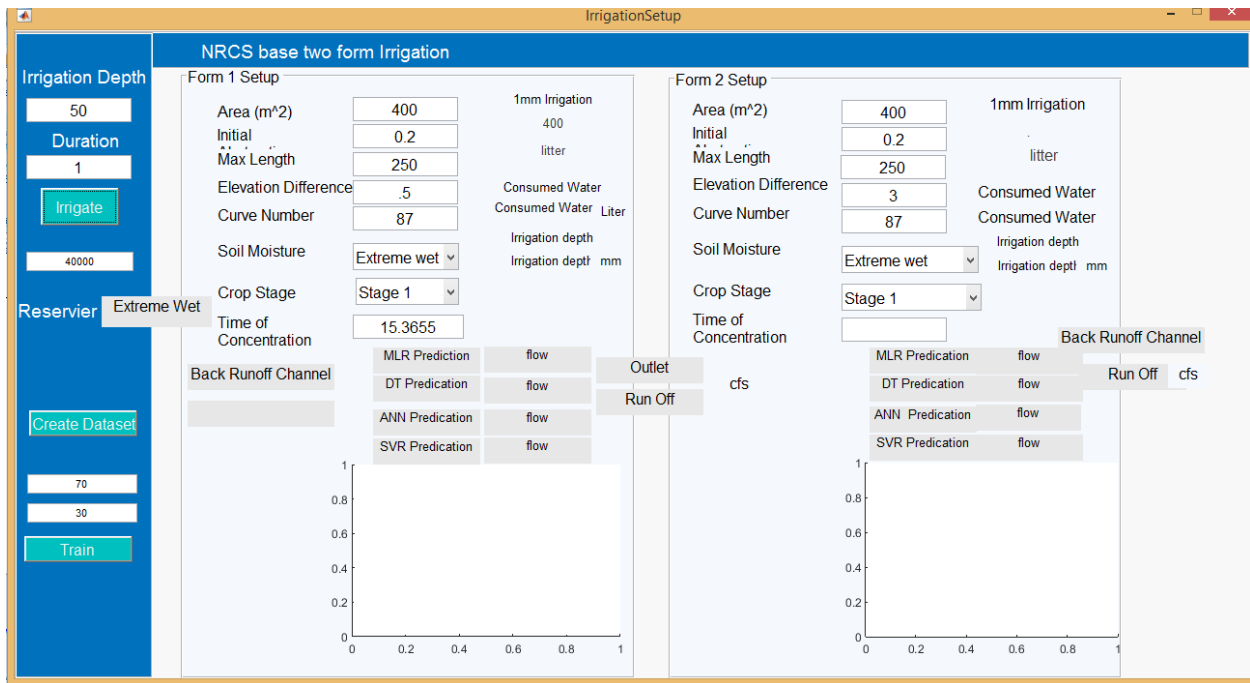 IrrigationSetup
NRCS base two form Irrigation
Irrigation Depth
50
Duration
1
Irrigate
40000
Reservier
Extreme Wet
Create Dataset
70
30
Train
Form 1 Setup
Area (m^2)
400
1mm Irrigation
Initial
0.2
400
litter
Max Length
250
Elevation Difference
.5
Consumed Water
Curve Number
87
Consumed Water Liter
Irrigation depth
Soil Moisture
Extreme wet
Irrigation depth mm
Crop Stage
Stage 1
Time of
Concentration
15.3655
MLR Prediction flow
Outlet
Back Runoff Channel
DT Predication flow
cfs
Run Off
ANN Predication flow
SVR Predication flow
1
0.8
0.6
0.4
0.2
0
0 0.2 0.4 0.6 0.8 1
Form 2 Setup
Area (m^2)
400
1mm Irrigation
Initial
0.2
litter
Max Length
250
Elevation Difference
3
Consumed Water
Curve Number
87
Consumed Water
Irrigation depth
Soil Moisture
Extreme wet
Irrigation depth mm
Crop Stage
Stage 1
Time of
Concentration
Back Runoff Channel
MLR Predication flow
Run Off cfs
DT Predication flow
ANN Predication flow
SVR Predication flow
1
0.8
0.6
0.4
0.2
0
0 0.2 0.4 0.6 0.8 1